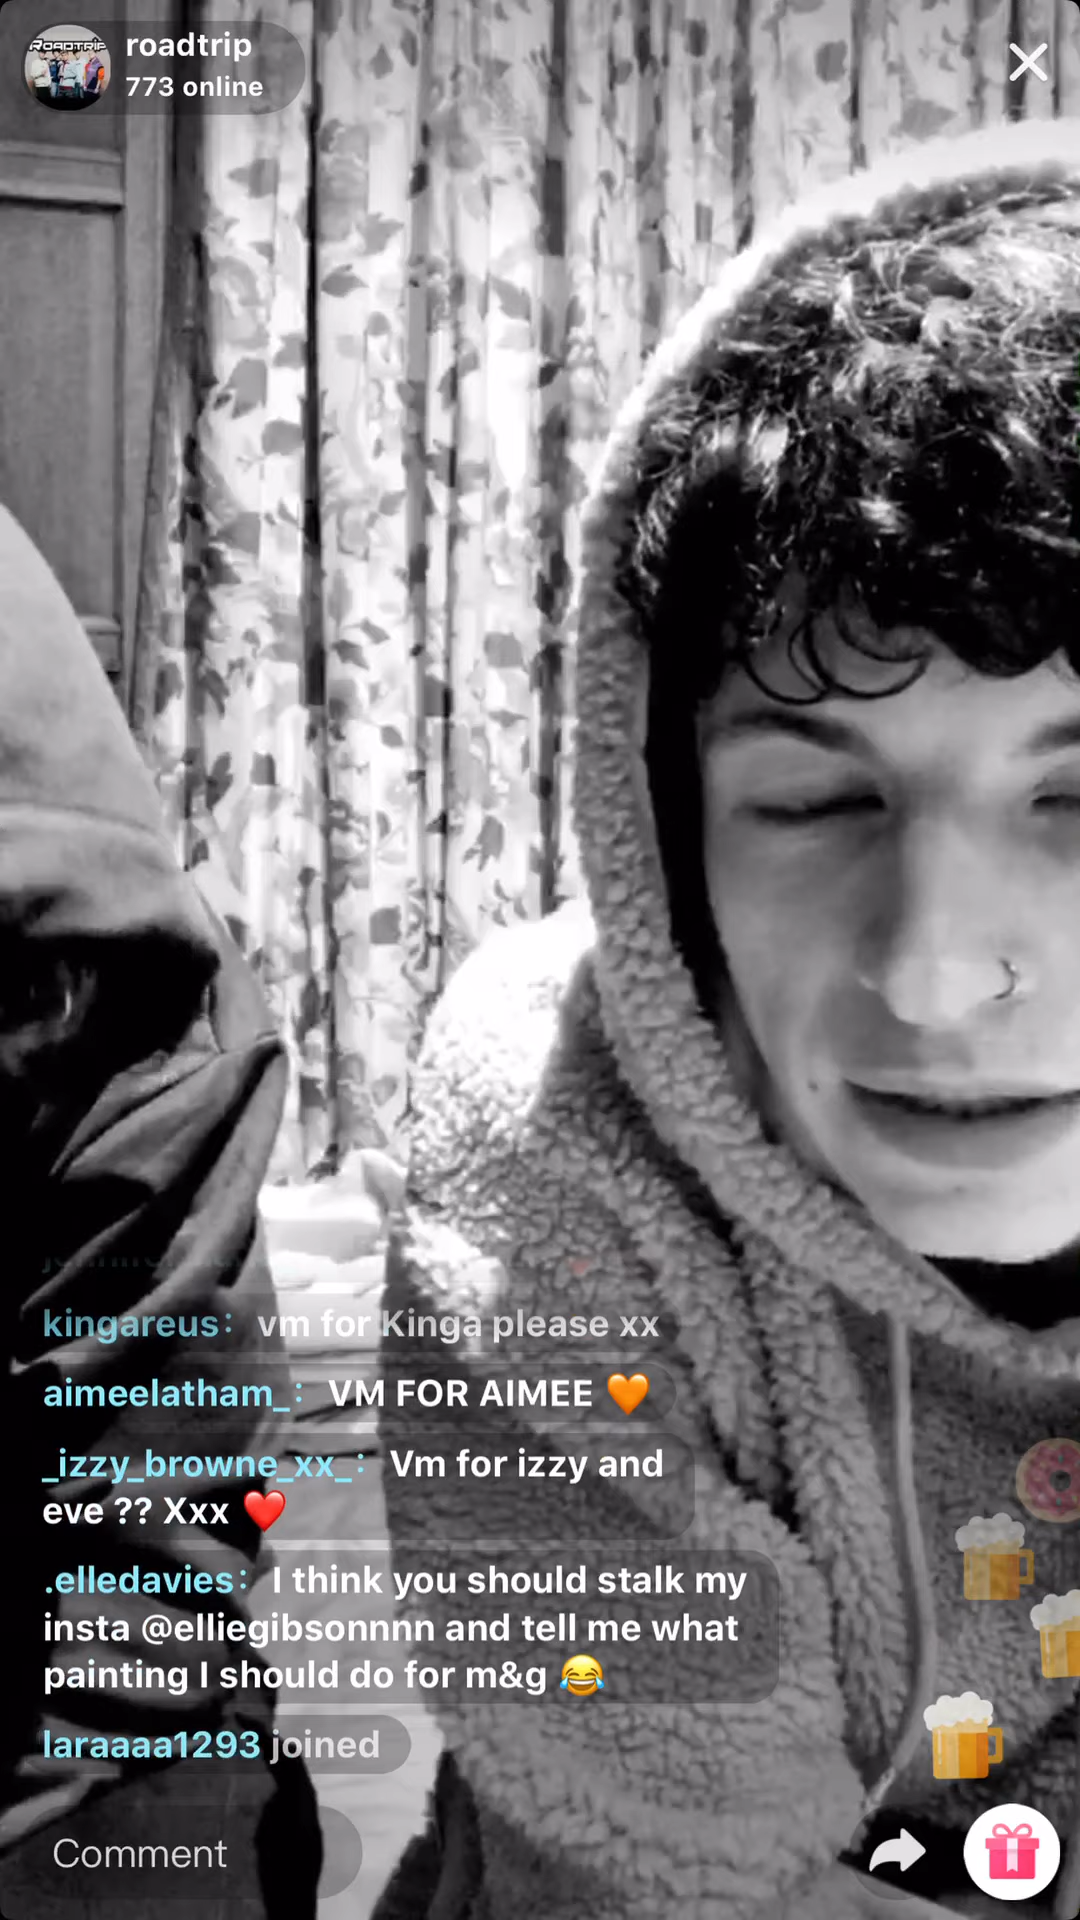 ROADTRIP
roadtrip
773 online
kingareus: vm for Kinga please xx
aimeelatham_: VM FOR AIMEE 🧡
_izzy_browne_xx_: Vm for izzy and
eve ?? Xxx ❤️
.elledavies: I think you should stalk my
insta @elliegibsonnnn and tell me what
painting I should do for m&g 😂
laraaaa1293 joined
Comment